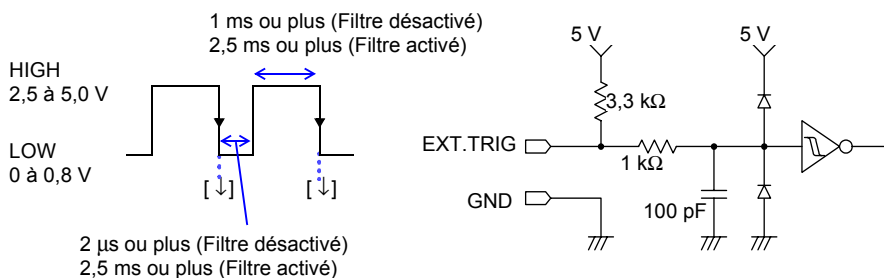 1 ms ou plus (Filtre désactivé)
2,5 ms ou plus (Filtre activé)
HIGH
2,5 à 5,0 V
LOW
0 à 0,8 V
[ ↓ ]
[ ↓ ]
2 μs ou plus (Filtre désactivé)
2,5 ms ou plus (Filtre activé)
5 V
5 V
3,3 kΩ
EXT.TRIG
1 kΩ
GND
100 pF